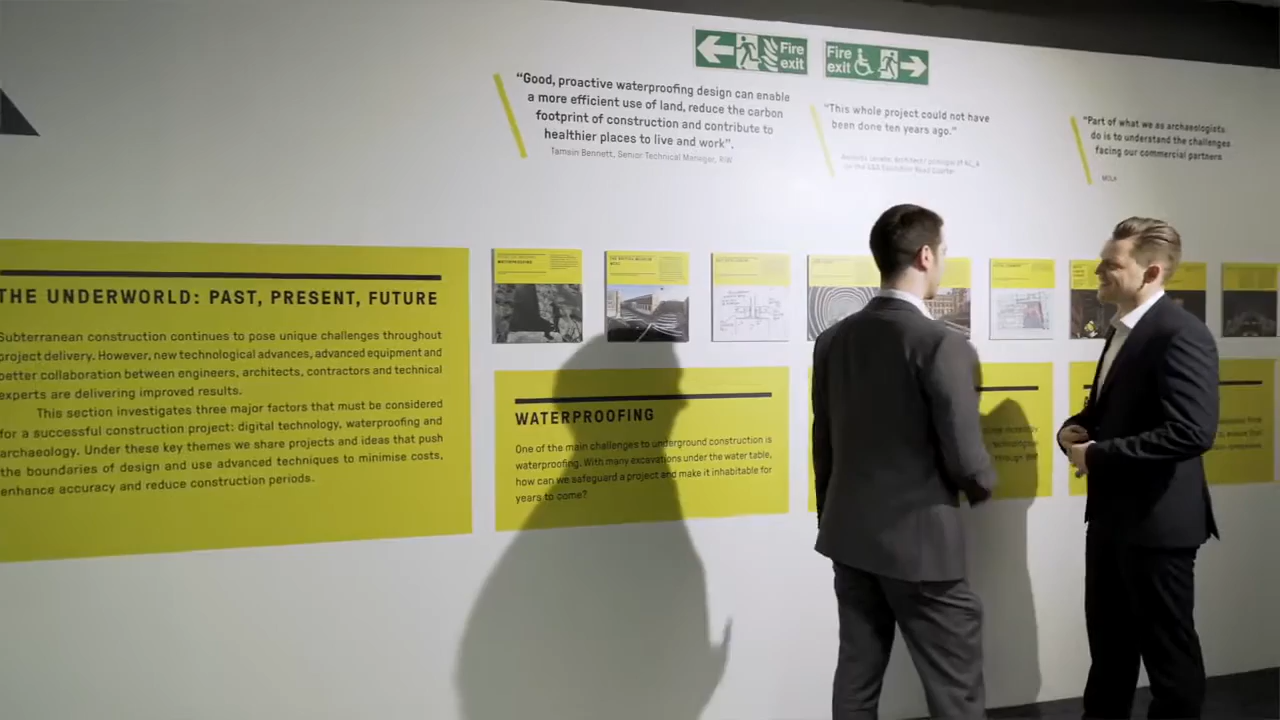 Fire
exit
Fire
exit
“Good, proactive waterproofing design can enable
a more efficient use of land, reduce the carbon
footprint of construction and contribute to
healthier places to live and work”.
Tamsin Bennett, Senior Technical Manager, RIW
“This whole project could not have
been done ten years ago.”
“Part of what we as archaeologists
do is to understand the challenges
facing our commercial partners
MOLA
THE UNDERWORLD: PAST, PRESENT, FUTURE
Subterranean construction continues to pose unique challenges throughout
project delivery. However, new technological advances, advanced equipment and
better collaboration between engineers, architects, contractors and technical
experts are delivering improved results.
This section investigates three major factors that must be considered
for a successful construction project: digital technology, waterproofing and
archaeology. Under these key themes we share projects and ideas that push
the boundaries of design and use advanced techniques to minimise costs,
enhance accuracy and reduce construction periods.
WATERPROOFING
WATERPROOFING
One of the main challenges to underground construction is
waterproofing. With many excavations under the water table,
how can we safeguard a project and make it inhabitable for
years to come?